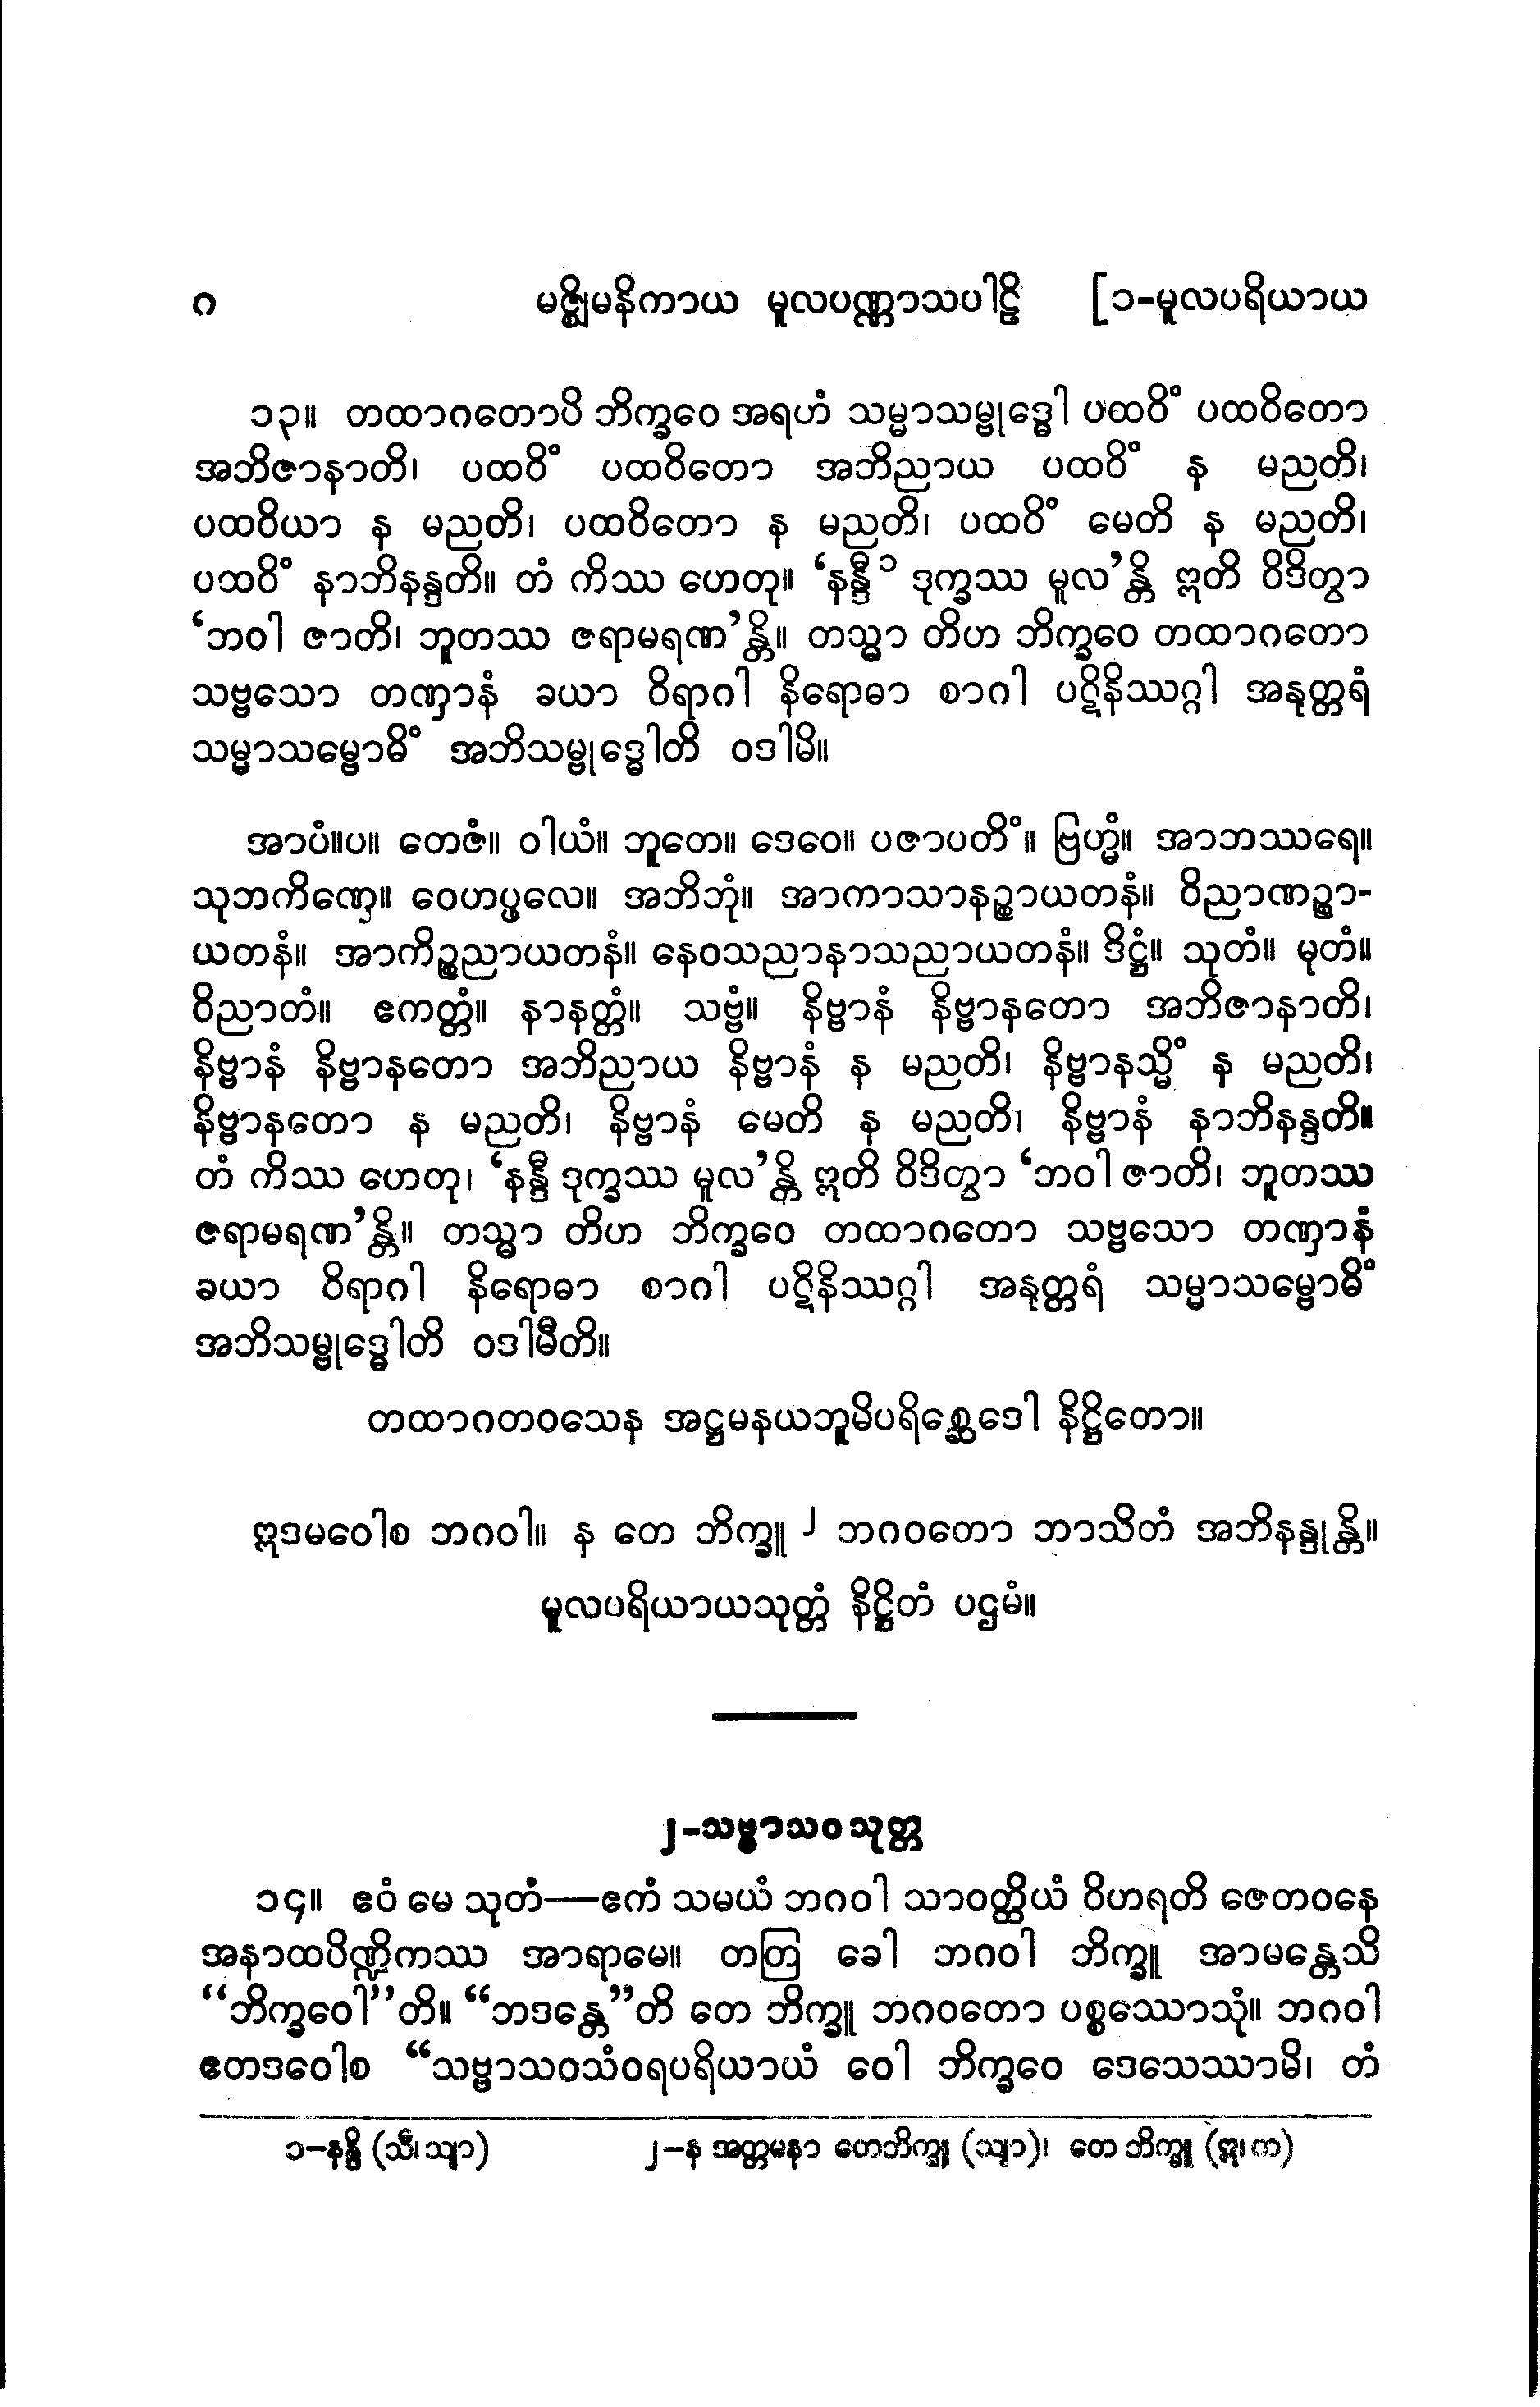 ၈ မဇ္ဈိမနိကာယ မူလပဏ္ဏာသပါဠိ [၁-မူလပရိယာယ
၁၃။ တထာဂတောပိ ဘိက္ခဝေ အရဟံ သမ္မာသမ္ဗုဒ္ဓေါ ပထဝိံ ပထဝိတော
အဘိဇာနာတိ၊ ပထဝိံ ပထဝိတော အဘိညာယ ပထဝိံ န မညတိ၊
ပထဝိယာ န မညတိ၊ ပထဝိတော န မညတိ၊ ပထဝိံ မေတိ န မညတိ၊
ပထဝိံ နာဘိနန္ဒတိ။ တံ ကိဿ ဟေတု။ ‘နန္ဒီ ၁ ဒုက္ခဿ မူလ’န္တိ ဣတိ ဝိဒိတွာ
‘ဘဝါ ဇာတိ၊ ဘူတဿ ဇရာမရဏ’န္တိ။ တသ္မာ တိဟ ဘိက္ခဝေ တထာဂတော
သဗ္ဗသော တဏှာနံ ခယာ ဝိရာဂါ နိရောဓာ စာဂါ ပဋိနိဿဂ္ဂါ အနုတ္တရံ
သမ္မာသမ္ဗောဓိံ အဘိသမ္ဗုဒ္ဓေါတိ ဝဒါမိ။
အာပံ။ပ။ တေဇံ။ ဝါယံ။ ဘူတေ။ ဒေဝေ။ ပဇာပတိံ။ ဗြဟ္မံ။ အာဘဿရေ။
သုဘကိဏှေ။ ဝေဟပ္ဖလေ။ အဘိဘုံ။ အာကာသာနဉ္စာယတနံ။ ဝိညာဏဉ္စာ-
ယတနံ။ အာကိဉ္စညာယတနံ။ နေဝသညာနာသညာယတနံ။ ဒိဋ္ဌံ။ သုတံ။ မုတံ။
ဝိညာတံ။ ဧကတ္တံ။ နာနတ္တံ။ သဗ္ဗံ။ နိဗ္ဗာနံ နိဗ္ဗာနတော အဘိဇာနာတိ၊
နိဗ္ဗာနံ နိဗ္ဗာနတော အဘိညာယ နိဗ္ဗာနံ န မညတိ၊ နိဗ္ဗာနသ္မိံ န မညတိ၊
နိဗ္ဗာနတော န မညတိ၊ နိဗ္ဗာနံ မေတိ န မညတိ၊ နိဗ္ဗာနံ နာဘိနန္ဒတိ။
တံ ကိဿ ဟေတု၊ ‘နန္ဒီ ဒုက္ခဿ မူလ’န္တိ ဣတိ ဝိဒိတွာ ‘ဘဝါ ဇာတိ၊ ဘူတဿ
ဇရာမရဏ’န္တိ။ တသ္မာ တိဟ ဘိက္ခဝေ တထာဂတော သဗ္ဗသော တဏှာနံ
ခယာ ဝိရာဂါ နိရောဓာ စာဂါ ပဋိနိဿဂ္ဂါ အနုတ္တရံ သမ္မာသမ္ဗောဓိံ
အဘိသမ္ဗုဒ္ဓေါတိ ဝဒါမီတိ။
တထာဂတဝသေန အဋ္ဌမနယဘူမိပရိစ္ဆေဒေါ နိဋ္ဌိတော။
ဣဒမဝေါစ ဘဂဝါ။ န တေ ဘိက္ခူ ၂ ဘဂဝတော ဘာသိတံ အဘိနန္ဒုန္တိ။
မူလပရိယာယသုတ္တံ နိဋ္ဌိတံ ပဌမံ။
၂-သဗ္ဗာသဝသုတ္တ
၁၄။ ဧဝံ မေ သုတံ—ဧကံ သမယံ ဘဂဝါ သာဝတ္ထိယံ ဝိဟရတိ ဇေတဝနေ
အနာထပိဏ္ဍိကဿ အာရာမေ။ တတြ ခေါ ဘဂဝါ ဘိက္ခူ အာမန္တေသိ
“ဘိက္ခဝေါ”တိ။ “ဘဒန္တေ”တိ တေ ဘိက္ခူ ဘဂဝတော ပစ္စဿောသုံ။ ဘဂဝါ
ဧတဒဝေါစ “သဗ္ဗာသဝသံဝရပရိယာယံ ဝေါ ဘိက္ခဝေ ဒေသေဿာမိ၊ တံ
၁-နန္ဒိ (သီ၊သျာ) ၂-န အတ္တမနာ တေဘိက္ခူ (သျာ)၊ တေ ဘိက္ခူ (ဣ၊က)